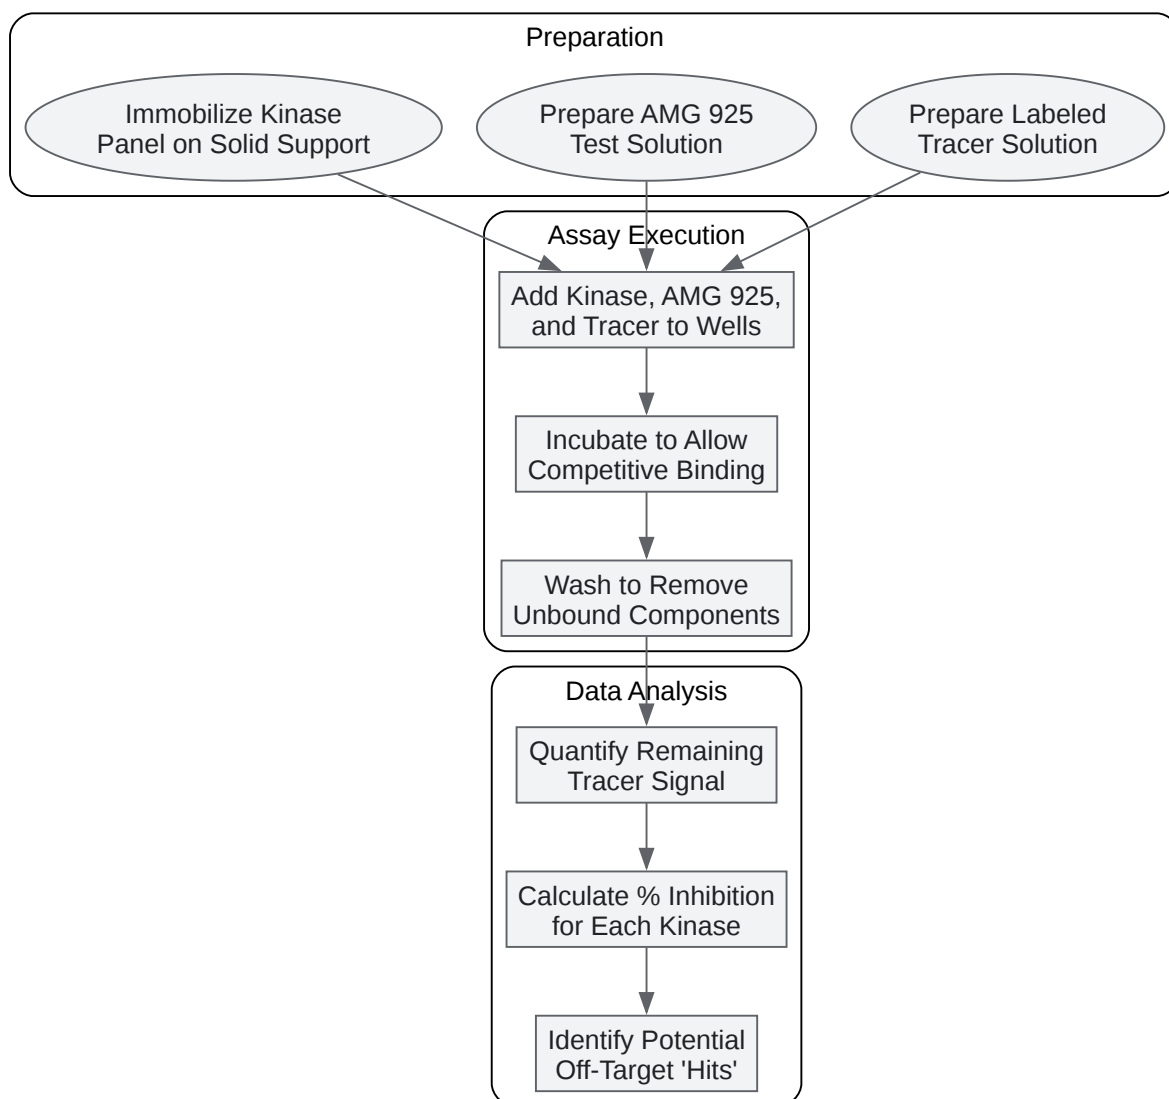 Preparation
Immobilize Kinase
Panel on Solid Support
Prepare AMG 925
Test Solution
Prepare Labeled
Tracer Solution
Assay Execution
Add Kinase, AMG 925,
and Tracer to Wells
Incubate to Allow
Competitive Binding
Wash to Remove
Unbound Components
Data Analysis
Quantify Remaining
Tracer Signal
Calculate % Inhibition
for Each Kinase
Identify Potential
Off-Target 'Hits'